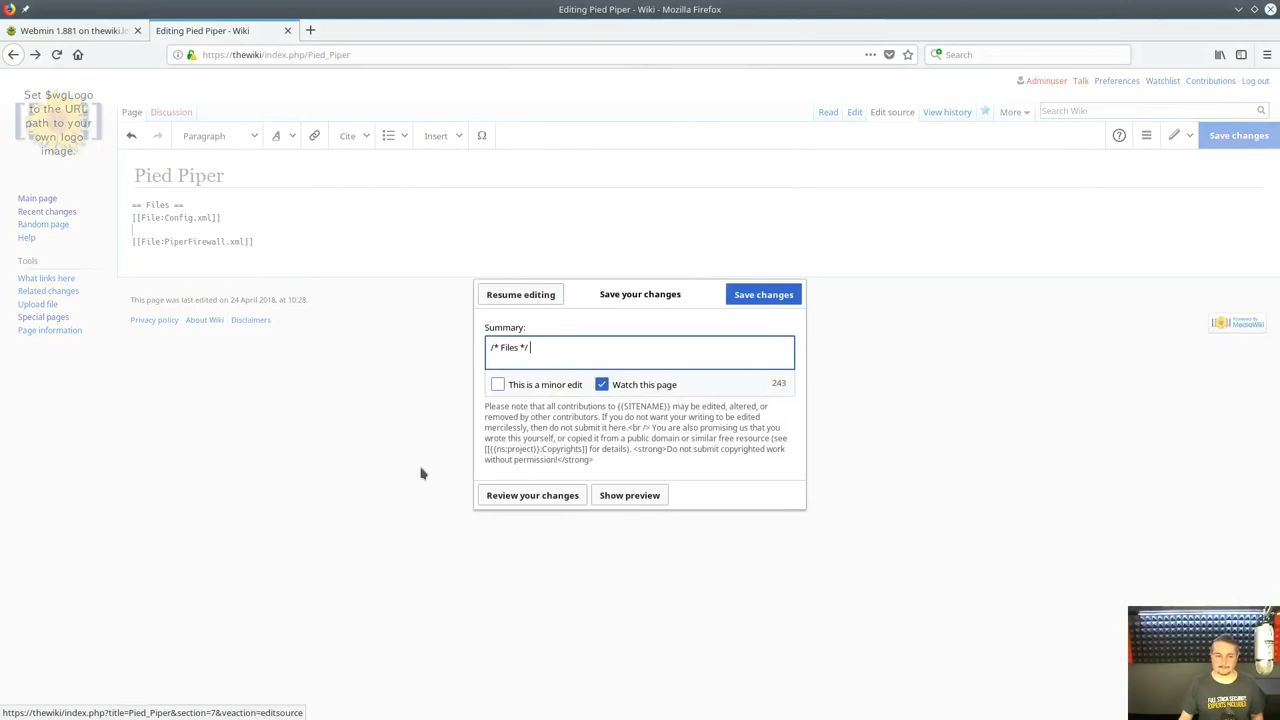 Editing Pied Piper - Wiki - Mozilla Firefox
Webmin 1.881 on thewiki.l
Editing Pied Piper - Wiki
https://thewiki/index.php/Pied_Piper
Search
Adminuser Talk Preferences Watchlist Contributions Log out
Set $wgLogo
to the URL
path to your
own logo
image.
Page Discussion
Read Edit Edit source View history More
Search Wiki
Paragraph
A
Cite
Insert
Ω
Save changes
Pied Piper
== Files ==
[[File:Config.xml]]
[[File:PiperFirewall.xml]]
Main page
Recent changes
Random page
Help
Tools
What links here
Related changes
Upload file
Special pages
Page information
This page was last edited on 24 April 2018, at 10:28.
Privacy policy About Wiki Disclaimers
Powered By
MediaWiki
Resume editing
Save your changes
Save changes
Summary:
/* Files */
This is a minor edit
Watch this page
243
Please note that all contributions to {{SITENAME}} may be edited, altered, or
removed by other contributors. If you do not want your writing to be edited
mercilessly, then do not submit it here.<br /> You are also promising us that you
wrote this yourself, or copied it from a public domain or similar free resource (see
[[{{ns:project}}:Copyrights]] for details). <strong>Do not submit copyrighted work
without permission!</strong>
Review your changes
Show preview
FULL STACK SECURITY
EXPERTS INCLUDED
https://thewiki/index.php?title=Pied_Piper&section=7&veaction=editsource